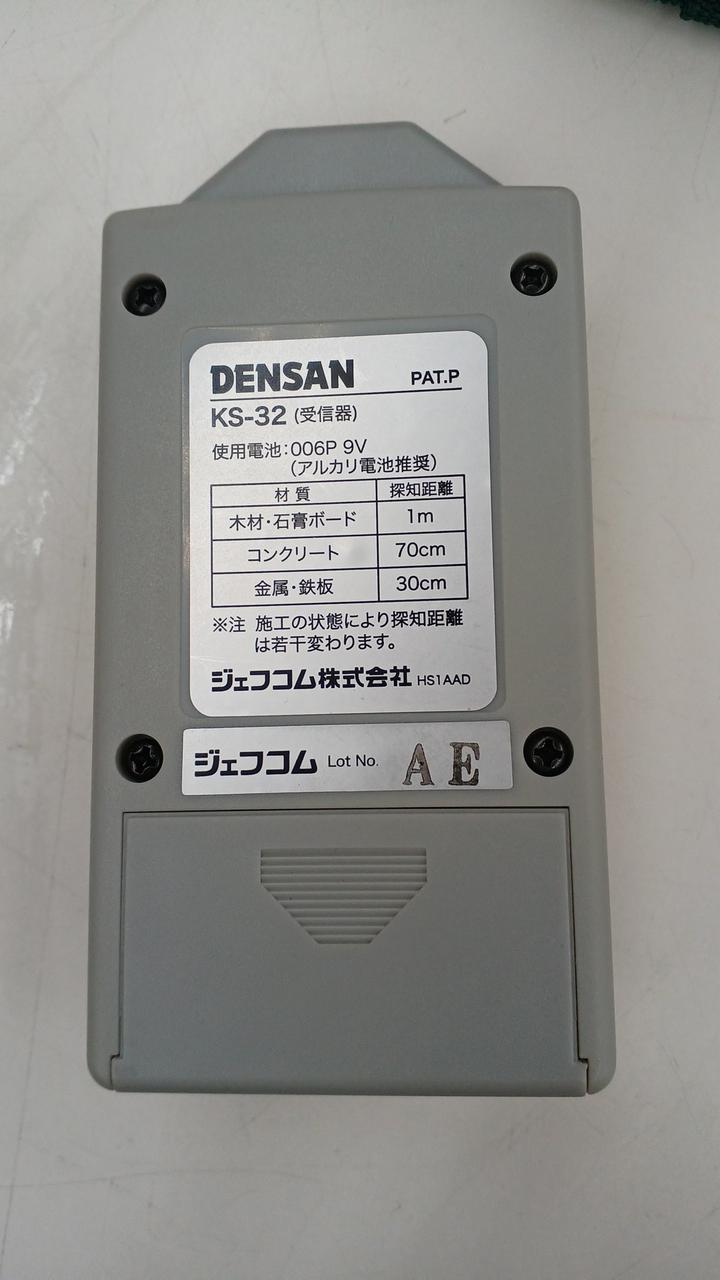 DENSAN PAT.P
KS-32 (受信器)
使用電池:006P 9V
(アルカリ電池推奨)
材 質 探知距離
木材・石膏ボード 1m
コンクリート 70cm
金属・鉄板 30cm
※注 施工の状態により探知距離
は若干変わります。
ジェフコム株式会社 HS1AAD
ジェフコム Lot No. A E